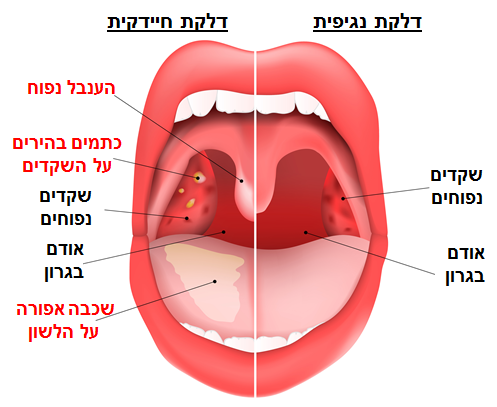 דלקת חיידקית
דלקת נגיפית
הענבל נפוח
כתמים בהירים
על השקדים
שקדים
נפוחים
אודם
בגרון
שכבה אפורה
על הלשון
שקדים
נפוחים
אודם
בגרון